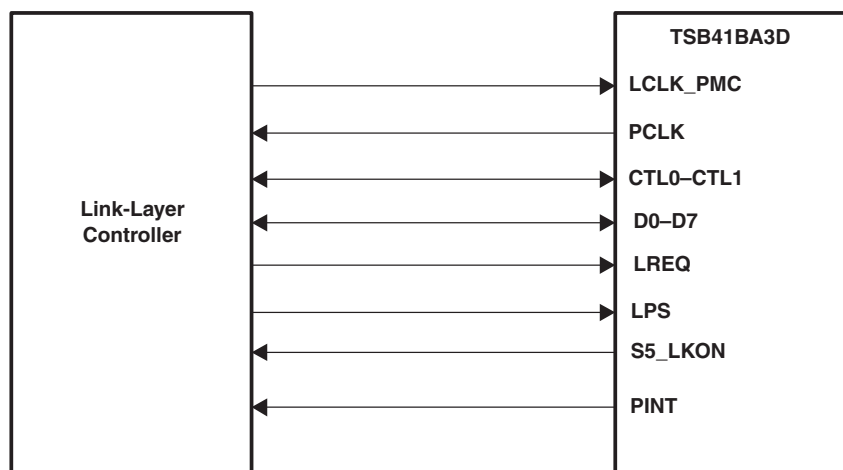 TSB41BA3D
LCLK_PMC
PCLK
CTL0–CTL1
Link-Layer
Controller
D0–D7
LREQ
LPS
S5_LKON
PINT